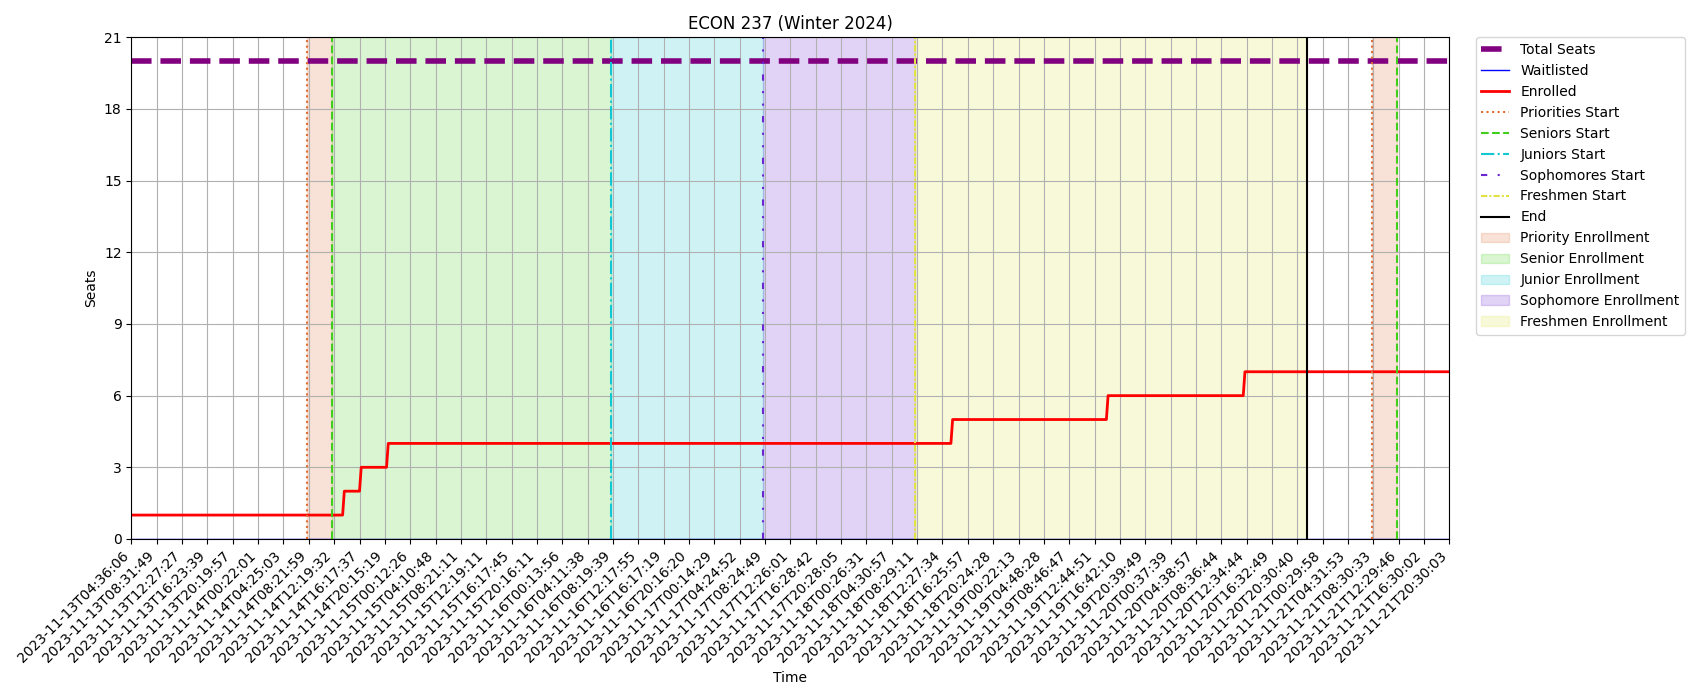 ECON 237 (Winter 2024)
21
18
15
12
9
6
3
0
Seats
2023-11-13T04:36:06
2023-11-13T08:31:49
2023-11-13T12:27:27
2023-11-13T16:23:39
2023-11-13T20:19:57
2023-11-14T00:22:01
2023-11-14T04:25:03
2023-11-14T08:21:59
2023-11-14T12:19:32
2023-11-14T16:17:37
2023-11-14T20:15:19
2023-11-15T00:12:26
2023-11-15T04:10:48
2023-11-15T08:21:11
2023-11-15T12:19:11
2023-11-15T16:17:45
2023-11-15T20:16:11
2023-11-16T00:13:56
2023-11-16T04:11:38
2023-11-16T08:19:39
2023-11-16T12:17:55
2023-11-16T16:17:19
2023-11-16T20:16:20
2023-11-17T00:14:29
2023-11-17T04:24:52
2023-11-17T08:24:49
2023-11-17T12:26:01
2023-11-17T16:28:42
2023-11-17T20:28:05
2023-11-18T00:26:31
2023-11-18T04:30:57
2023-11-18T08:29:11
2023-11-18T12:27:34
2023-11-18T16:25:57
2023-11-18T20:24:28
2023-11-19T00:22:13
2023-11-19T04:48:28
2023-11-19T08:46:47
2023-11-19T12:44:51
2023-11-19T16:42:10
2023-11-19T20:39:49
2023-11-20T00:37:39
2023-11-20T04:38:57
2023-11-20T08:36:44
2023-11-20T12:34:44
2023-11-20T16:32:49
2023-11-20T20:30:40
2023-11-21T00:29:58
2023-11-21T04:31:53
2023-11-21T08:30:33
2023-11-21T12:29:46
2023-11-21T16:30:02
2023-11-21T20:30:03
Time
Total Seats
Waitlisted
Enrolled
Priorities Start
Seniors Start
Juniors Start
Sophomores Start
Freshmen Start
End
Priority Enrollment
Senior Enrollment
Junior Enrollment
Sophomore Enrollment
Freshmen Enrollment